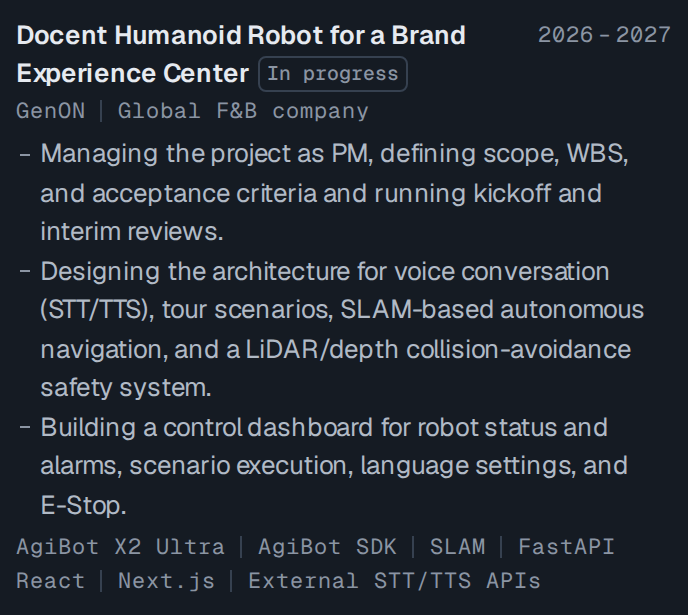 Docent Humanoid Robot for a Brand 2026 – 2027
Experience Center In progress
GenON | Global F&B company
– Managing the project as PM, defining scope, WBS,
and acceptance criteria and running kickoff and
interim reviews.
– Designing the architecture for voice conversation
(STT/TTS), tour scenarios, SLAM-based autonomous
navigation, and a LiDAR/depth collision-avoidance
safety system.
– Building a control dashboard for robot status and
alarms, scenario execution, language settings, and
E-Stop.
AgiBot X2 Ultra | AgiBot SDK | SLAM | FastAPI
React | Next.js | External STT/TTS APIs